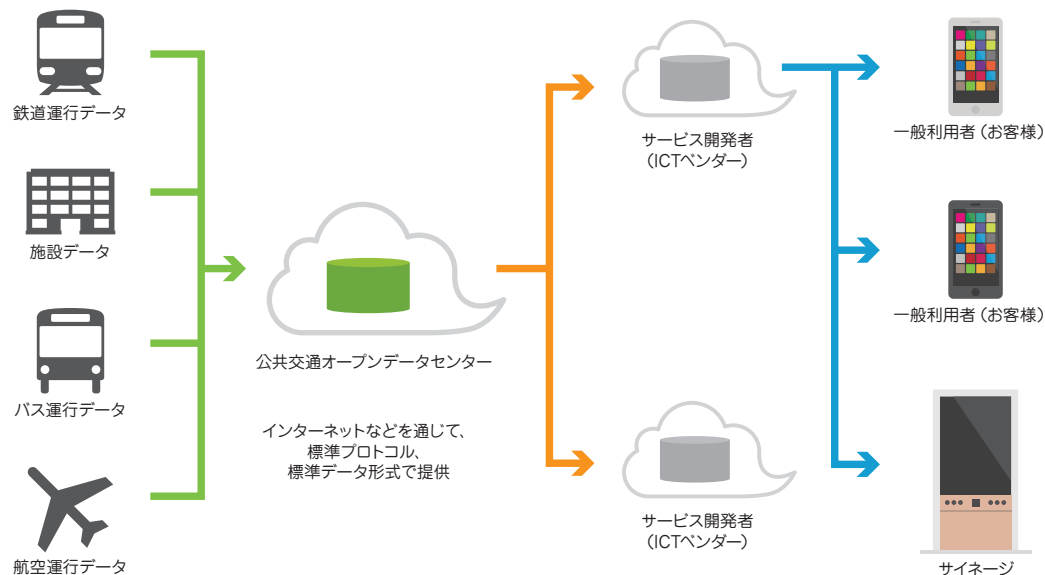 鉄道運行データ
施設データ
バス運行データ
航空運行データ
公共交通オープンデータセンター
インターネットなどを通じて、
標準プロトコル、
標準データ形式で提供
サービス開発者
（ICTベンダー）
サービス開発者
（ICTベンダー）
一般利用者（お客様）
一般利用者（お客様）
サイネージ